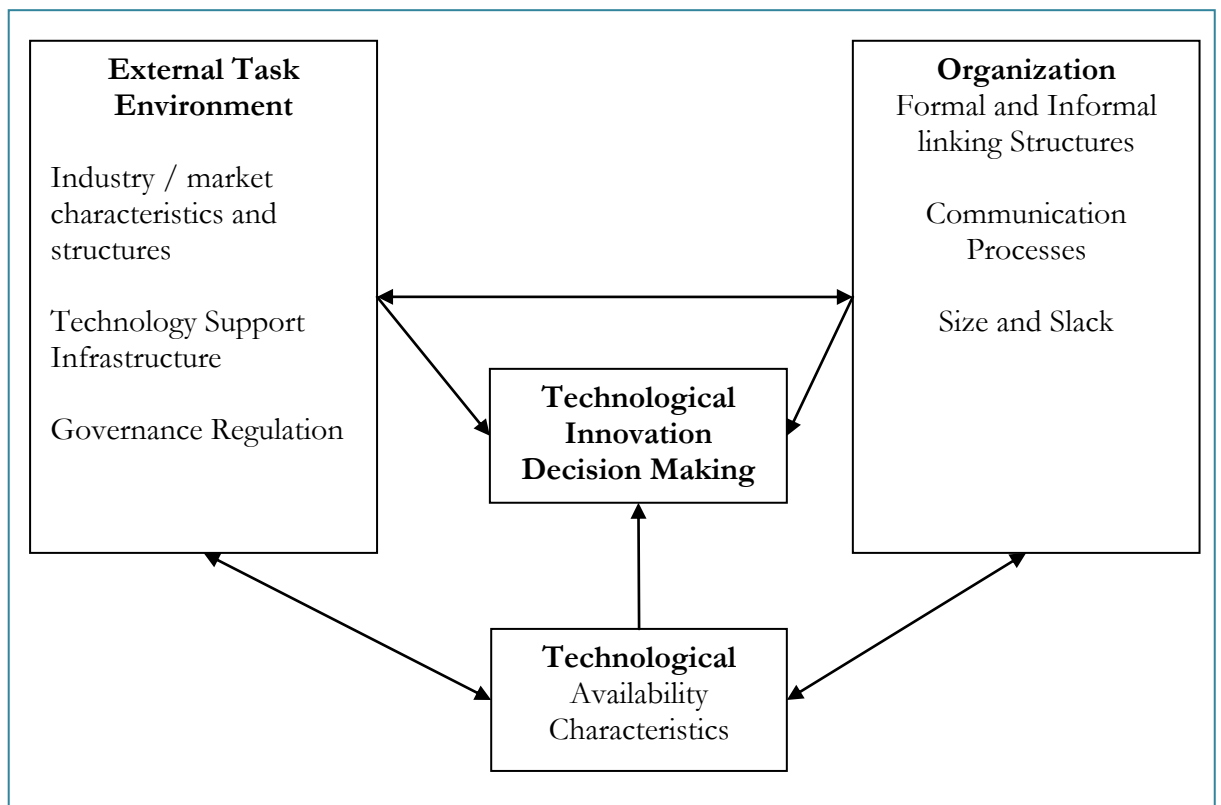 External Task
Environment
Industry / market
characteristics and
structures
Technology Support
Infrastructure
Governance Regulation
Organization
Formal and Informal
linking Structures
Communication
Processes
Size and Slack
Technological
Innovation
Decision Making
Technological
Availability
Characteristics